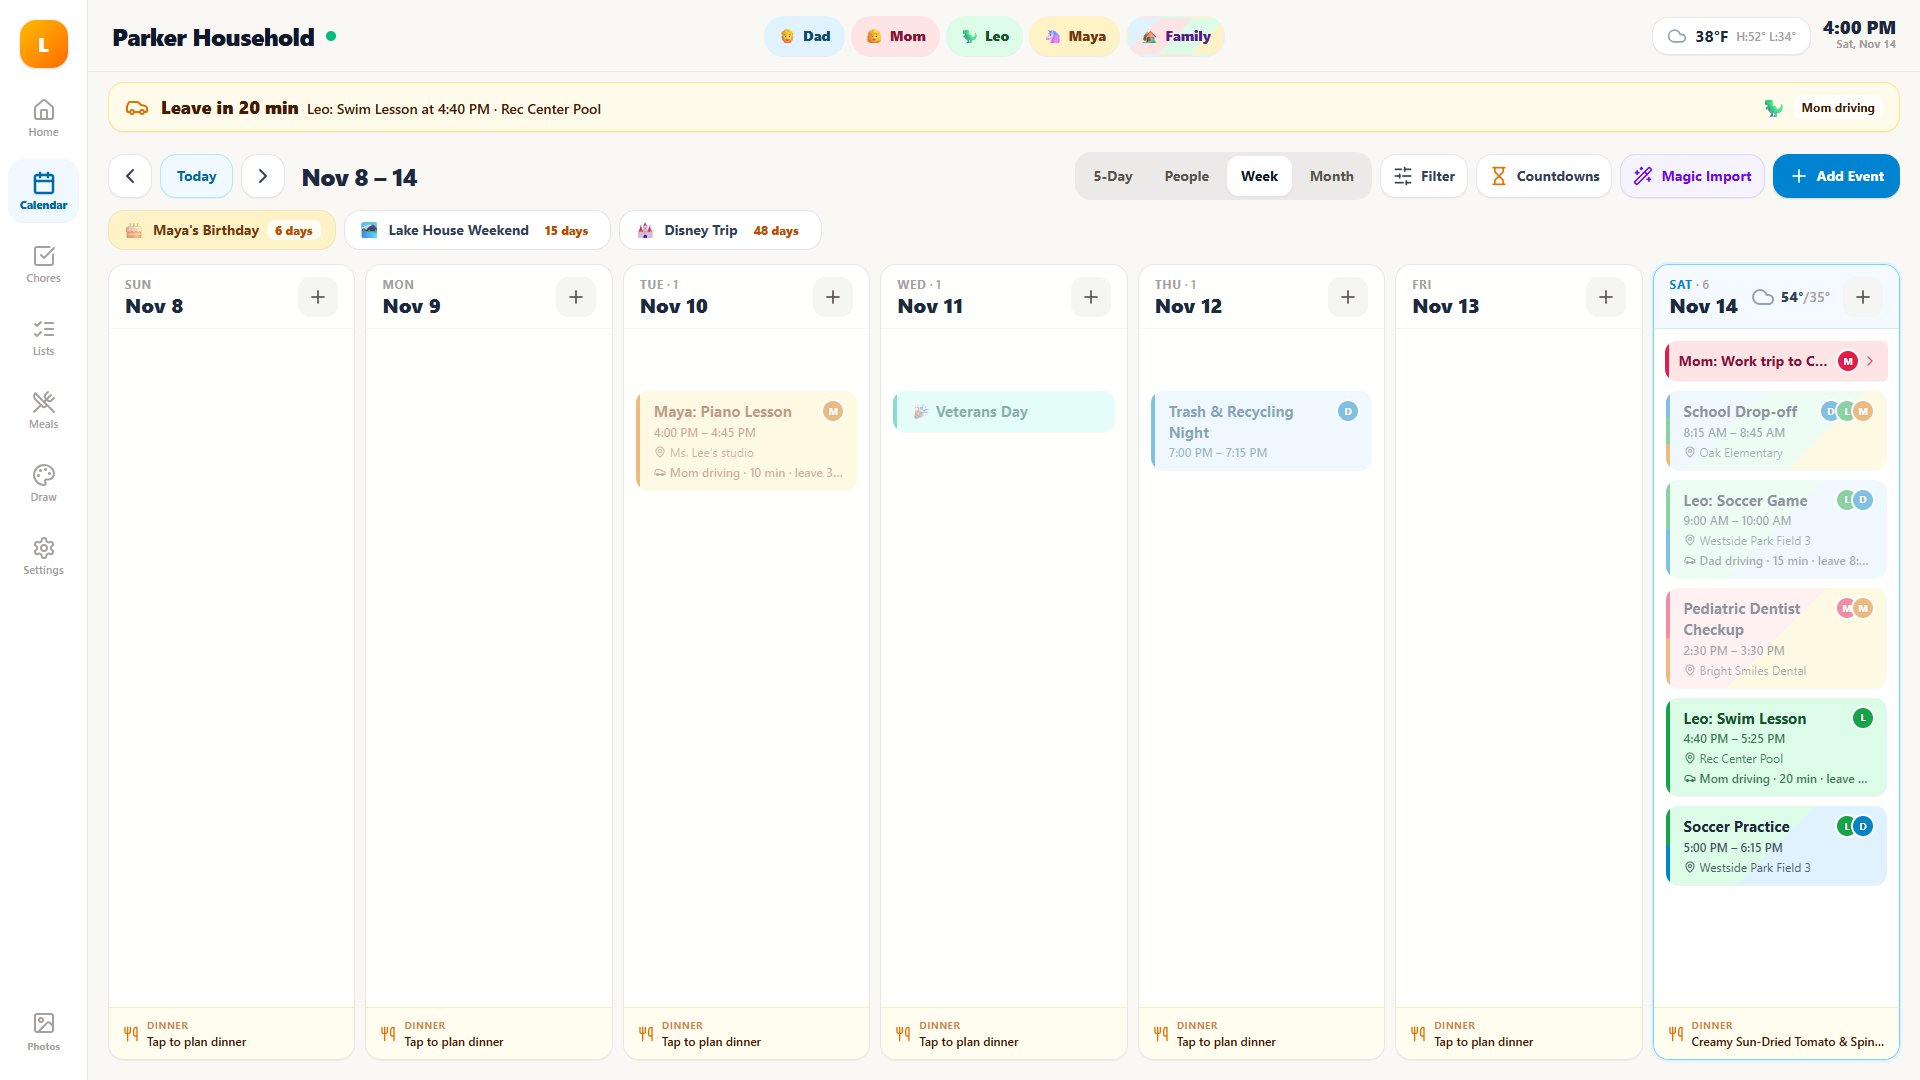 L
Parker Household
Dad
Mom
Leo
Maya
Family
38°F H:52° L:34°
4:00 PM
Sat, Nov 14
Home
Calendar
Chores
Lists
Meals
Draw
Settings
Photos
Leave in 20 min Leo: Swim Lesson at 4:40 PM · Rec Center Pool
Mom driving
Today
Nov 8 – 14
5-Day
People
Week
Month
Filter
Countdowns
Magic Import
Add Event
Maya's Birthday 6 days
Lake House Weekend 15 days
Disney Trip 48 days
SUN
Nov 8
DINNER
Tap to plan dinner
MON
Nov 9
DINNER
Tap to plan dinner
TUE · 1
Nov 10
Maya: Piano Lesson M
4:00 PM – 4:45 PM
Ms. Lee's studio
Mom driving · 10 min · leave 3...
DINNER
Tap to plan dinner
WED · 1
Nov 11
Veterans Day
DINNER
Tap to plan dinner
THU · 1
Nov 12
Trash & Recycling D
Night
7:00 PM – 7:15 PM
DINNER
Tap to plan dinner
FRI
Nov 13
DINNER
Tap to plan dinner
SAT · 6
Nov 14
54°/35°
Mom: Work trip to C... M
School Drop-off D L M
8:15 AM – 8:45 AM
Oak Elementary
Leo: Soccer Game L D
9:00 AM – 10:00 AM
Westside Park Field 3
Dad driving · 15 min · leave 8:...
Pediatric Dentist M M
Checkup
2:30 PM – 3:30 PM
Bright Smiles Dental
Leo: Swim Lesson L
4:40 PM – 5:25 PM
Rec Center Pool
Mom driving · 20 min · leave ...
Soccer Practice L D
5:00 PM – 6:15 PM
Westside Park Field 3
DINNER
Creamy Sun-Dried Tomato & Spin...